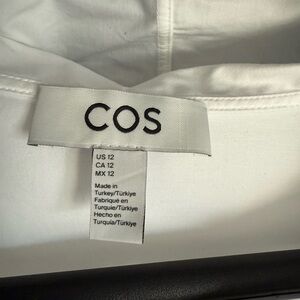 COS
US 12
CA 12
MX 12
Made in
Turkey/Türkiye
Fabriqué en
Turquie/Türkiye
Hecho en
Turquía/Türkiye